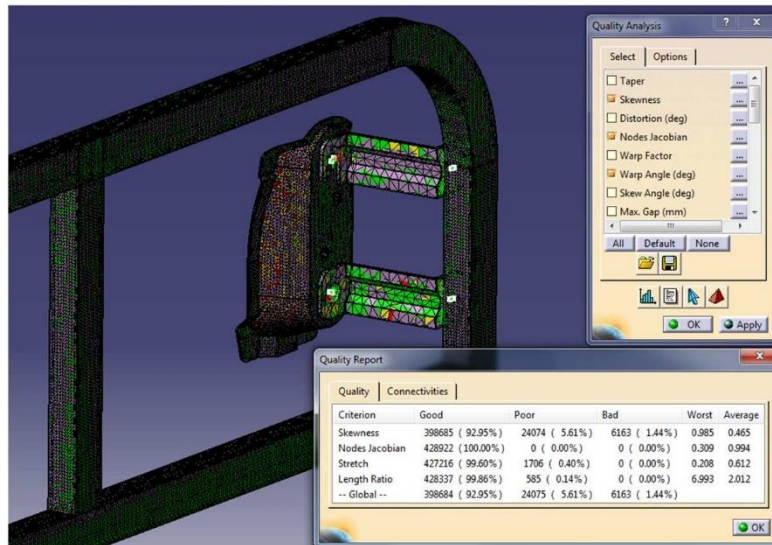 Quality Analysis
Select Options
Taper ...
Skewness ...
Distortion (deg) ...
Nodes Jacobian ...
Warp Factor ...
Warp Angle (deg) ...
Skew Angle (deg) ...
Max. Gap (mm) ...
All Default None
OK Apply
Quality Report
Quality Connectivities
Criterion Good Poor Bad Worst Average
Skewness 398685 ( 92.95%) 24074 ( 5.61%) 6163 ( 1.44%) 0.985 0.465
Nodes Jacobian 428922 (100.00%) 0 ( 0.00%) 0 ( 0.00%) 0.309 0.994
Stretch 427216 ( 99.60%) 1706 ( 0.40%) 0 ( 0.00%) 0.208 0.612
Length Ratio 428337 ( 99.86%) 585 ( 0.14%) 0 ( 0.00%) 6.993 2.012
-- Global -- 398684 ( 92.95%) 24075 ( 5.61%) 6163 ( 1.44%)
OK